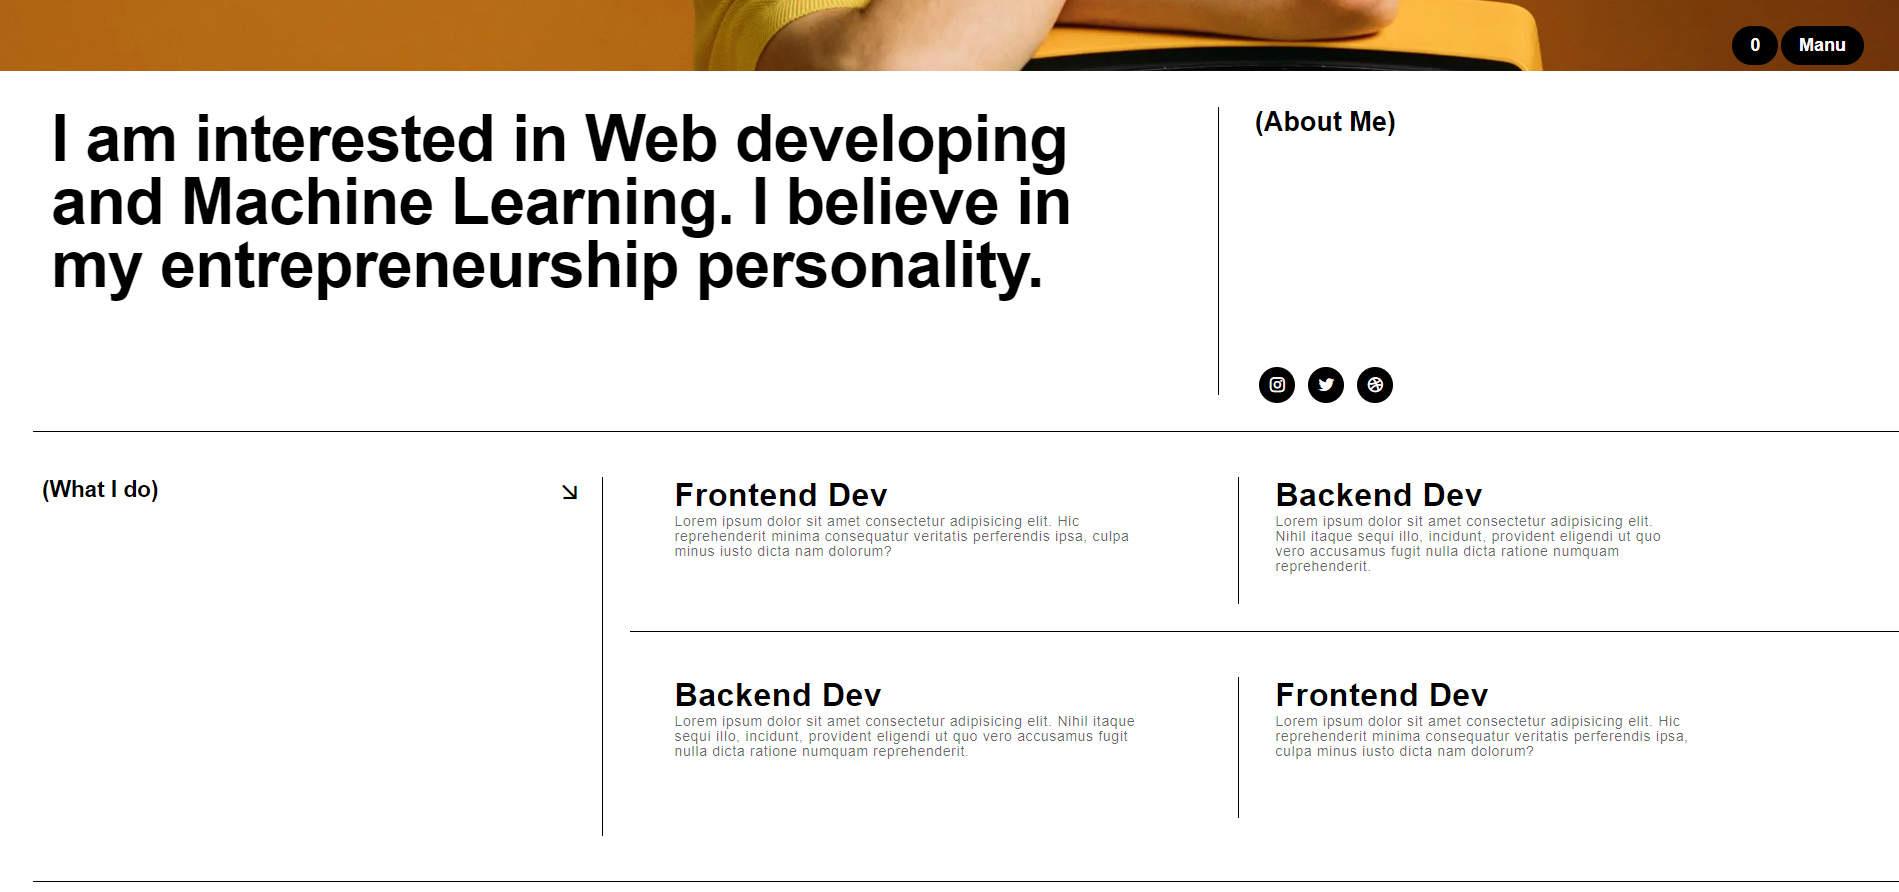 0 Manu
I am interested in Web developing
and Machine Learning. I believe in
my entrepreneurship personality.
(About Me)
(What I do)
Frontend Dev
Lorem ipsum dolor sit amet consectetur adipisicing elit. Hic
reprehenderit minima consequatur veritatis perferendis ipsa, culpa
minus iusto dicta nam dolorum?
Backend Dev
Lorem ipsum dolor sit amet consectetur adipisicing elit.
Nihil itaque sequi illo, incidunt, provident eligendi ut quo
vero accusamus fugit nulla dicta ratione numquam
reprehenderit.
Backend Dev
Lorem ipsum dolor sit amet consectetur adipisicing elit. Nihil itaque
sequi illo, incidunt, provident eligendi ut quo vero accusamus fugit
nulla dicta ratione numquam reprehenderit.
Frontend Dev
Lorem ipsum dolor sit amet consectetur adipisicing elit. Hic
reprehenderit minima consequatur veritatis perferendis ipsa,
culpa minus iusto dicta nam dolorum?